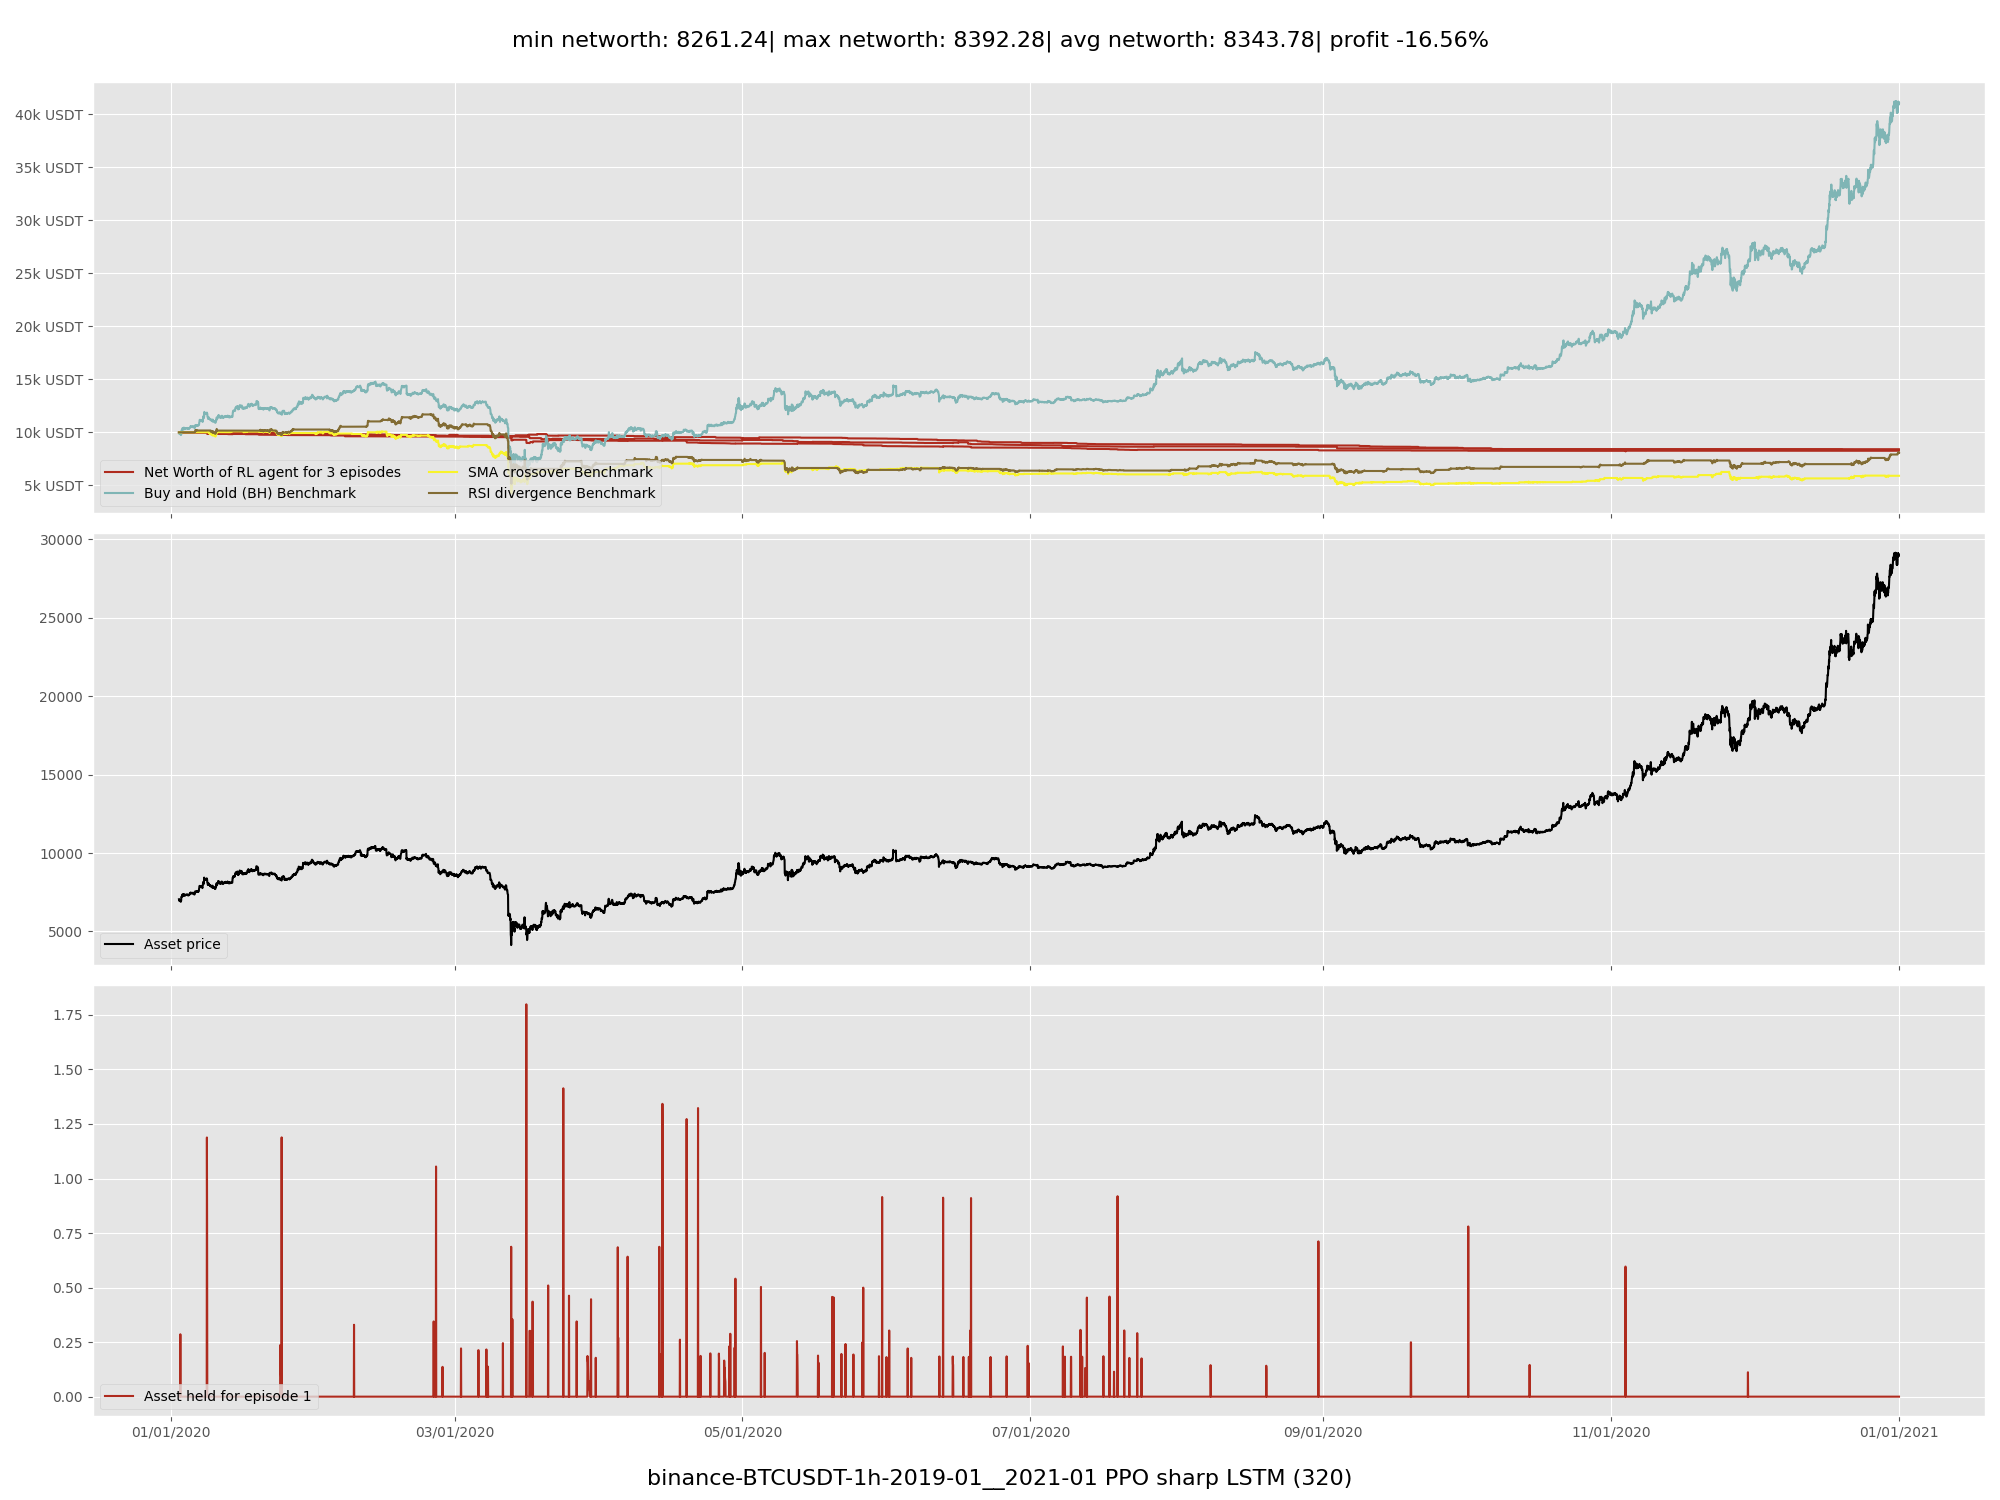 min networth: 8261.24| max networth: 8392.28| avg networth: 8343.78| profit -16.56%
40k USDT
35k USDT
30k USDT
25k USDT
20k USDT
15k USDT
10k USDT
5k USDT
Net Worth of RL agent for 3 episodes
Buy and Hold (BH) Benchmark
SMA crossover Benchmark
RSI divergence Benchmark
30000
25000
20000
15000
10000
5000
Asset price
1.75
1.50
1.25
1.00
0.75
0.50
0.25
0.00
Asset held for episode 1
01/01/2020 03/01/2020 05/01/2020 07/01/2020 09/01/2020 11/01/2020 01/01/2021
binance-BTCUSDT-1h-2019-01__2021-01 PPO sharp LSTM (320)